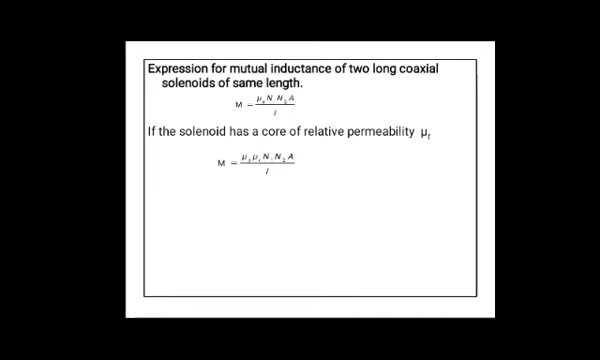 Expression for mutual inductance of two long coaxial
solenoids of same length.
M = μ₀N₁N₂A / l
If the solenoid has a core of relative permeability μᵣ
M = μ₀μᵣN₁N₂A / l